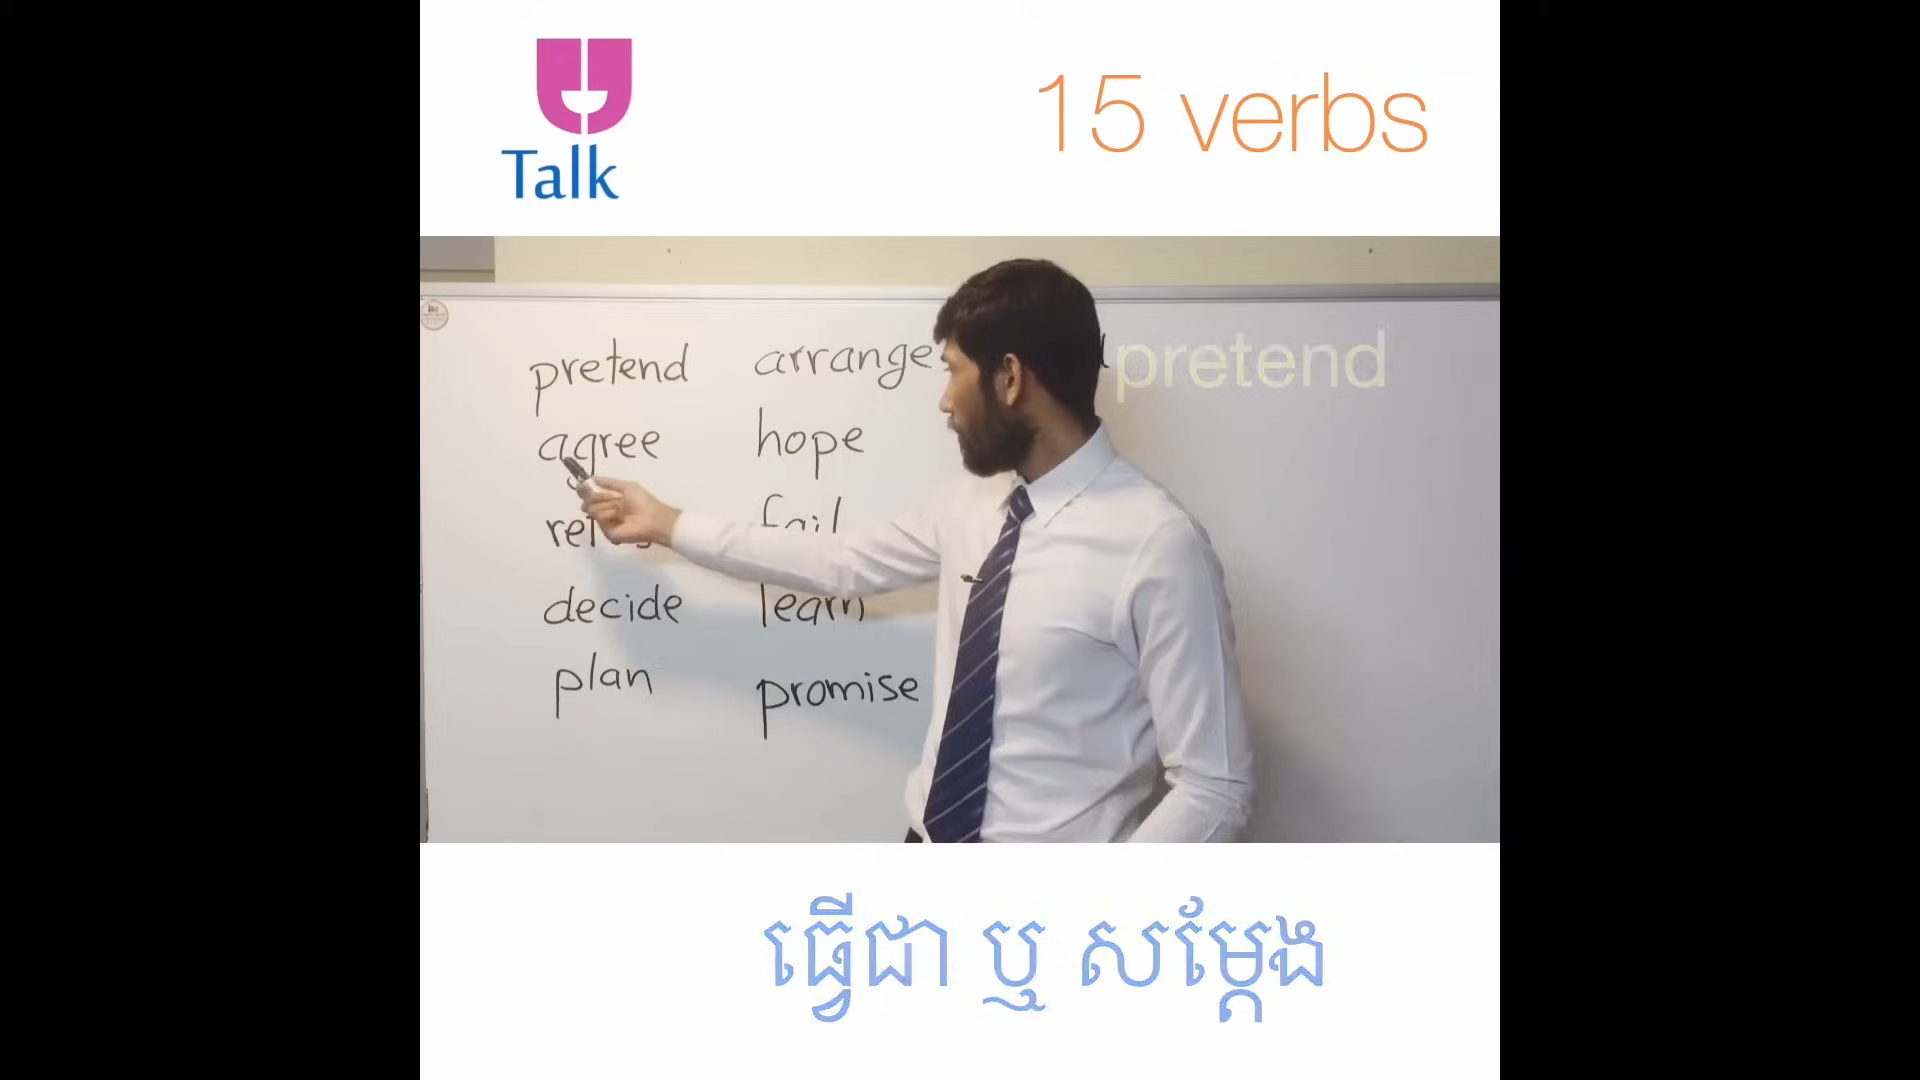 Talk
15 verbs
pretend arrange pretend
agree hope
decide learn
plan promise
ធ្វើជា ឬ សម្តែង